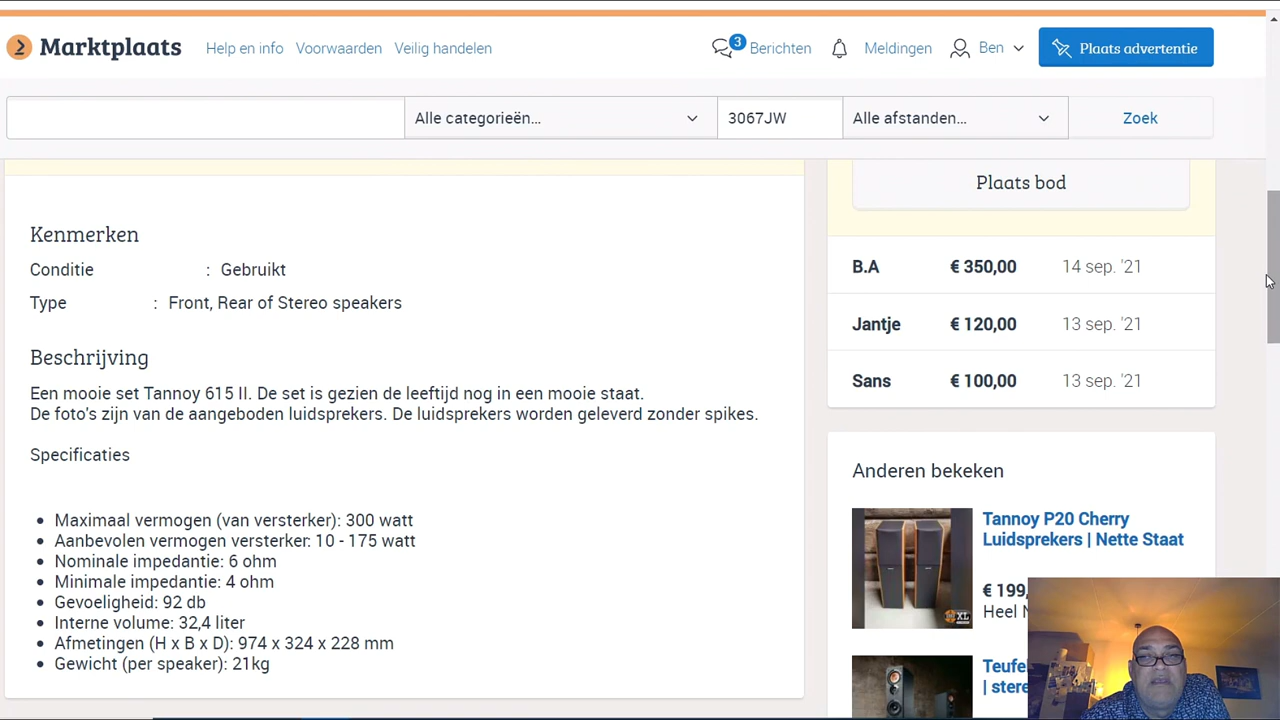 Marktplaats
Help en info
Voorwaarden
Veilig handelen
3
Berichten
Meldingen
Ben
Plaats advertentie
Alle categorieën...
3067JW
Alle afstanden...
Zoek
Kenmerken
Conditie : Gebruikt
Type : Front, Rear of Stereo speakers
Beschrijving
Een mooie set Tannoy 615 II. De set is gezien de leeftijd nog in een mooie staat.
De foto's zijn van de aangeboden luidsprekers. De luidsprekers worden geleverd zonder spikes.
Specificaties
Maximaal vermogen (van versterker): 300 watt
Aanbevolen vermogen versterker: 10 - 175 watt
Nominale impedantie: 6 ohm
Minimale impedantie: 4 ohm
Gevoeligheid: 92 db
Interne volume: 32,4 liter
Afmetingen (H x B x D): 974 x 324 x 228 mm
Gewicht (per speaker): 21kg
Plaats bod
B.A € 350,00 14 sep. '21
Jantje € 120,00 13 sep. '21
Sans € 100,00 13 sep. '21
Anderen bekeken
Tannoy P20 Cherry
Luidsprekers | Nette Staat
€ 199,
Heel
XL
Teufe
| stere